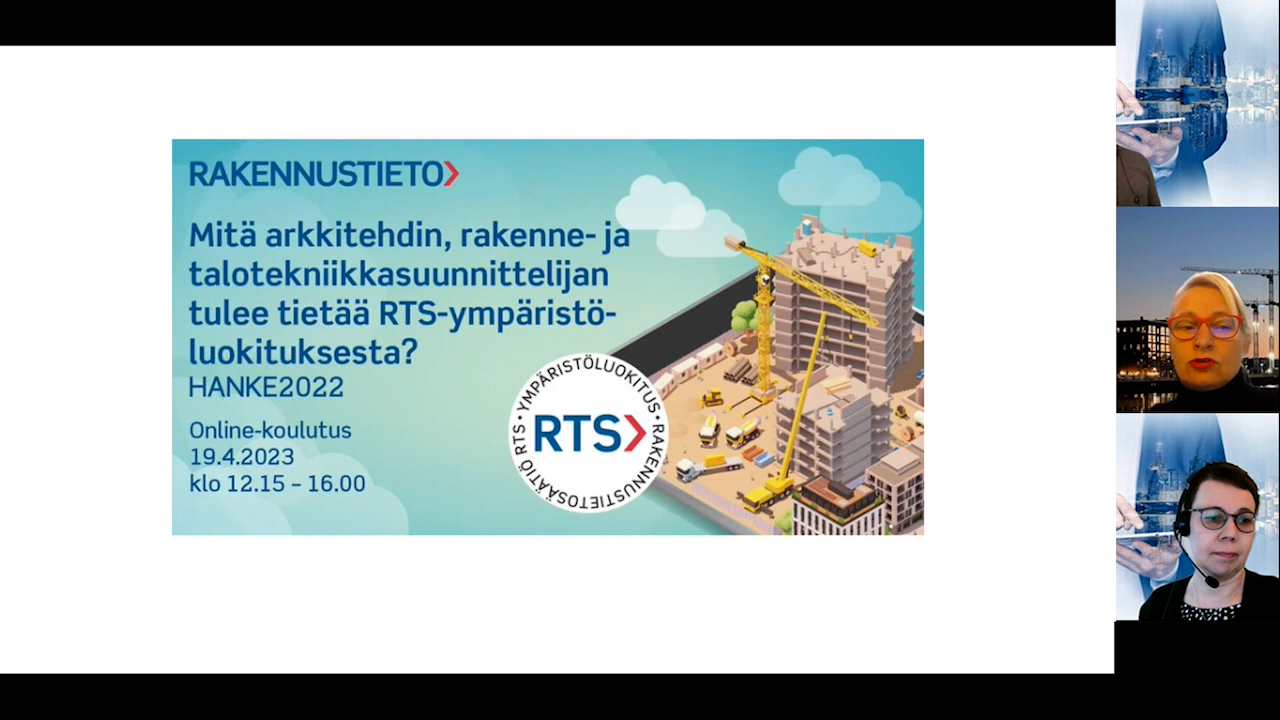 RAKENNUSTIETO
Mitä arkkitehdin, rakenne- ja
talotekniikkasuunnittelijan
tulee tietää RTS-ympäristö-
luokituksesta?
HANKE2022
Online-koulutus
19.4.2023
klo 12.15 – 16.00
RTS • YMPÄRISTÖLUOKITUS • RAKENNUSTIETOSÄÄTIÖ
RTS